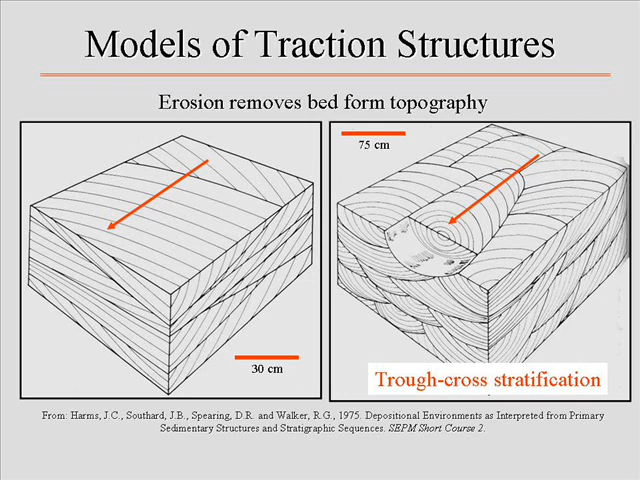 Models of Traction Structures
Erosion removes bed form topography
75 cm
30 cm
Trough-cross stratification
From: Harms, J.C., Southard, J.B., Spearing, D.R. and Walker, R.G., 1975. Depositional Environments as Interpreted from Primary
Sedimentary Structures and Stratigraphic Sequences. SEPM Short Course 2.